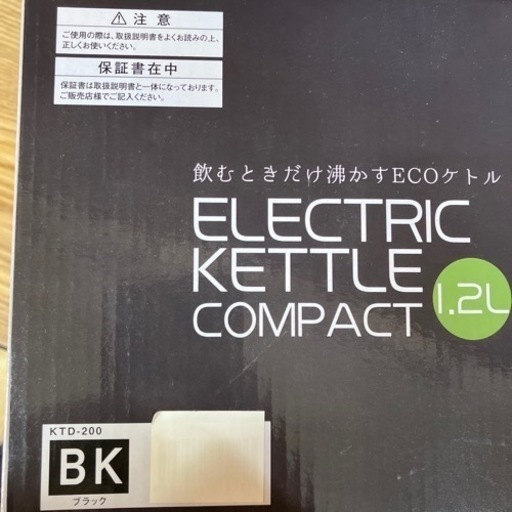 ⚠ 注意
ご使用の際は、取扱説明書をよくお読みの上、
正しくお使いください。
保証書在中
保証書は取扱説明書と一体になっております。
ご販売店様でご記入ください。
飲むときだけ沸かすECOケトル
ELECTRIC
KETTLE
COMPACT
1.2L
KTD-200
BK
ブラック